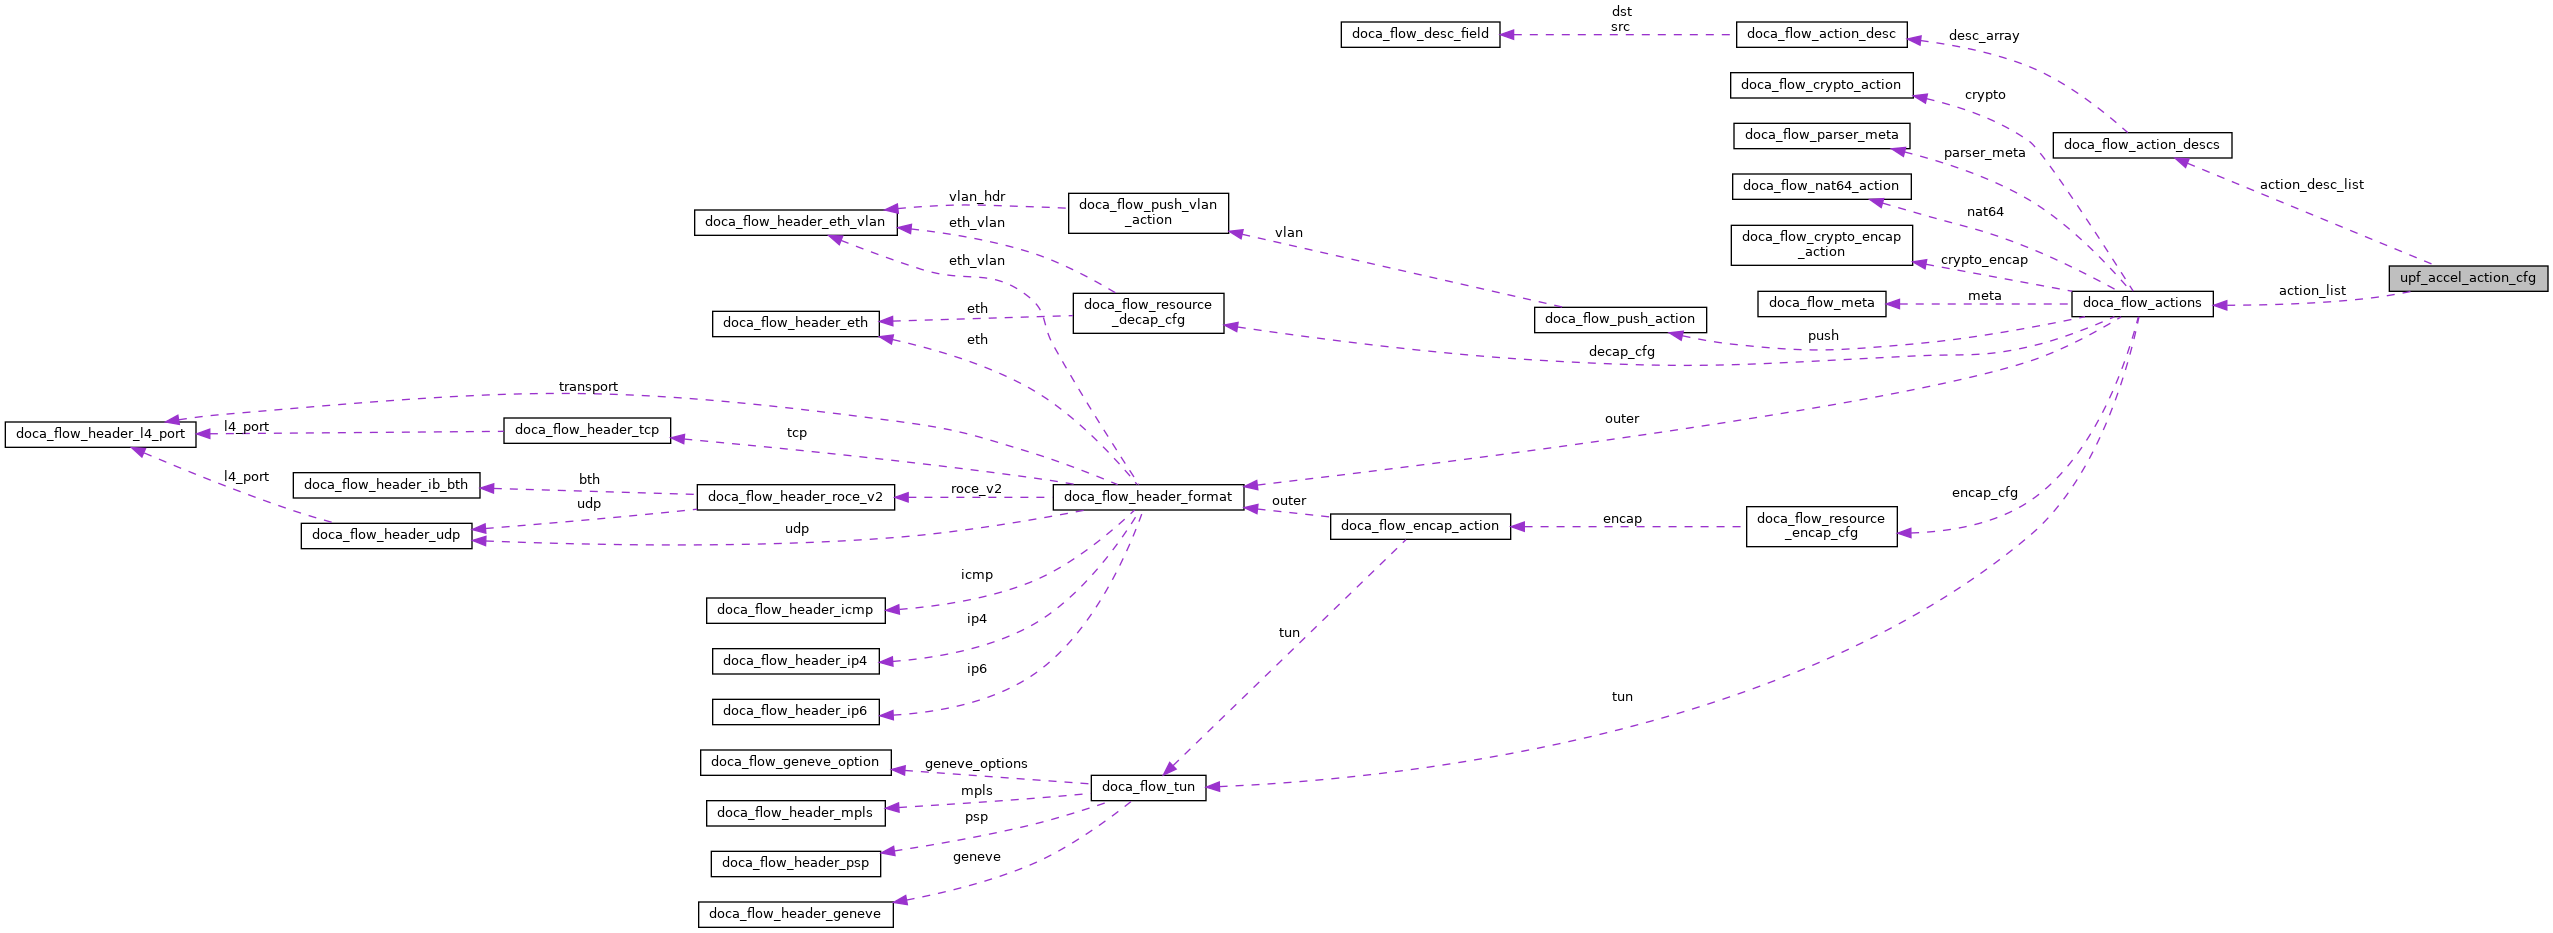 dst
src
doca_flow_desc_field
doca_flow_action_desc
desc_array
doca_flow_crypto_action
crypto
doca_flow_parser_meta
parser_meta
doca_flow_action_descs
doca_flow_nat64_action
nat64
action_desc_list
vlan_hdr
doca_flow_push_vlan
_action
doca_flow_header_eth_vlan
eth_vlan
vlan
doca_flow_crypto_encap
_action
eth_vlan
crypto_encap
upf_accel_action_cfg
action_list
doca_flow_meta
meta
doca_flow_actions
doca_flow_resource
_decap_cfg
eth
doca_flow_header_eth
doca_flow_push_action
push
eth
decap_cfg
transport
outer
doca_flow_header_l4_port
l4_port
doca_flow_header_tcp
tcp
l4_port
doca_flow_header_ib_bth
bth
doca_flow_header_roce_v2
roce_v2
doca_flow_header_format
outer
encap_cfg
udp
doca_flow_header_udp
udp
doca_flow_encap_action
encap
doca_flow_resource
_encap_cfg
icmp
doca_flow_header_icmp
ip4
tun
doca_flow_header_ip4
ip6
tun
doca_flow_header_ip6
doca_flow_geneve_option
geneve_options
doca_flow_tun
mpls
doca_flow_header_mpls
psp
doca_flow_header_psp
geneve
doca_flow_header_geneve